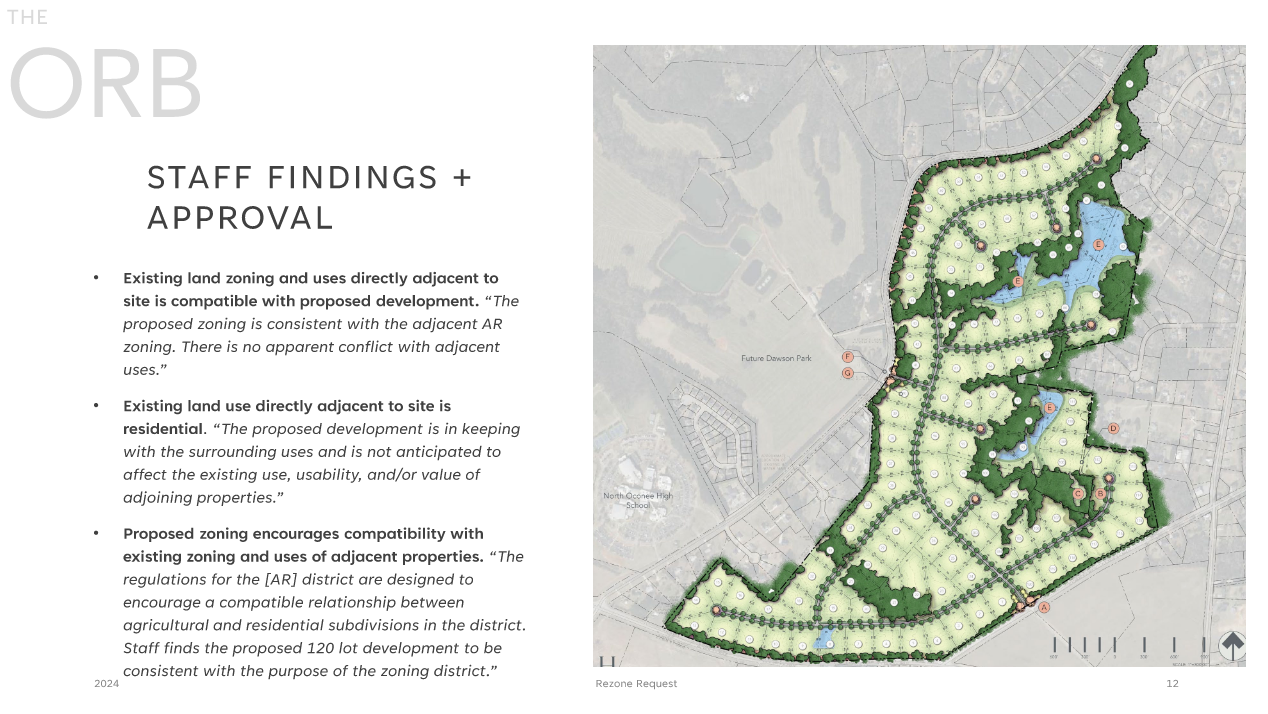 THE
ORB
STAFF FINDINGS +
APPROVAL
• Existing land zoning and uses directly adjacent to
site is compatible with proposed development. “The
proposed zoning is consistent with the adjacent AR
zoning. There is no apparent conflict with adjacent
uses.”
• Existing land use directly adjacent to site is
residential. “The proposed development is in keeping
with the surrounding uses and is not anticipated to
affect the existing use, usability, and/or value of
adjoining properties.”
• Proposed zoning encourages compatibility with
existing zoning and uses of adjacent properties. “The
regulations for the [AR] district are designed to
encourage a compatible relationship between
agricultural and residential subdivisions in the district.
Staff finds the proposed 120 lot development to be
consistent with the purpose of the zoning district.”
E
E
Future Dawson Park
F
G
E
D
North Oconee High
School
C
B
A
2024
Rezone Request
12